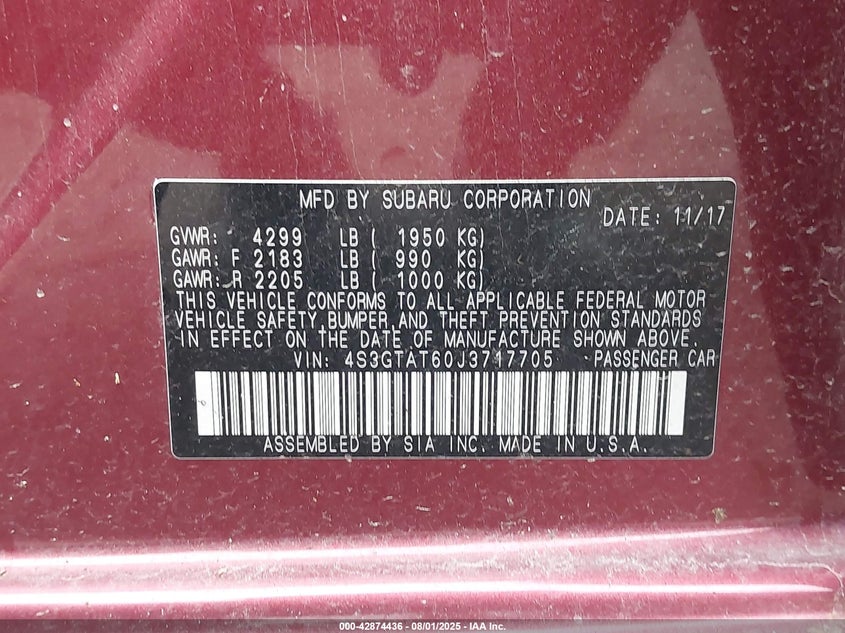 MFD BY SUBARU CORPORATION
DATE: 11/17
GVWR: 4299 LB ( 1950 KG)
GAWR: F 2183 LB ( 990 KG)
GAWR: R 2205 LB ( 1000 KG)
THIS VEHICLE CONFORMS TO ALL APPLICABLE FEDERAL MOTOR
VEHICLE SAFETY, BUMPER, AND THEFT PREVENTION STANDARDS
IN EFFECT ON THE DATE OF MANUFACTURE SHOWN ABOVE.
VIN: 4S3GTAT60J3717705 PASSENGER CAR
ASSEMBLED BY SIA INC. MADE IN U.S.A.
000-42874436 - 08/01/2025 - IAA Inc.